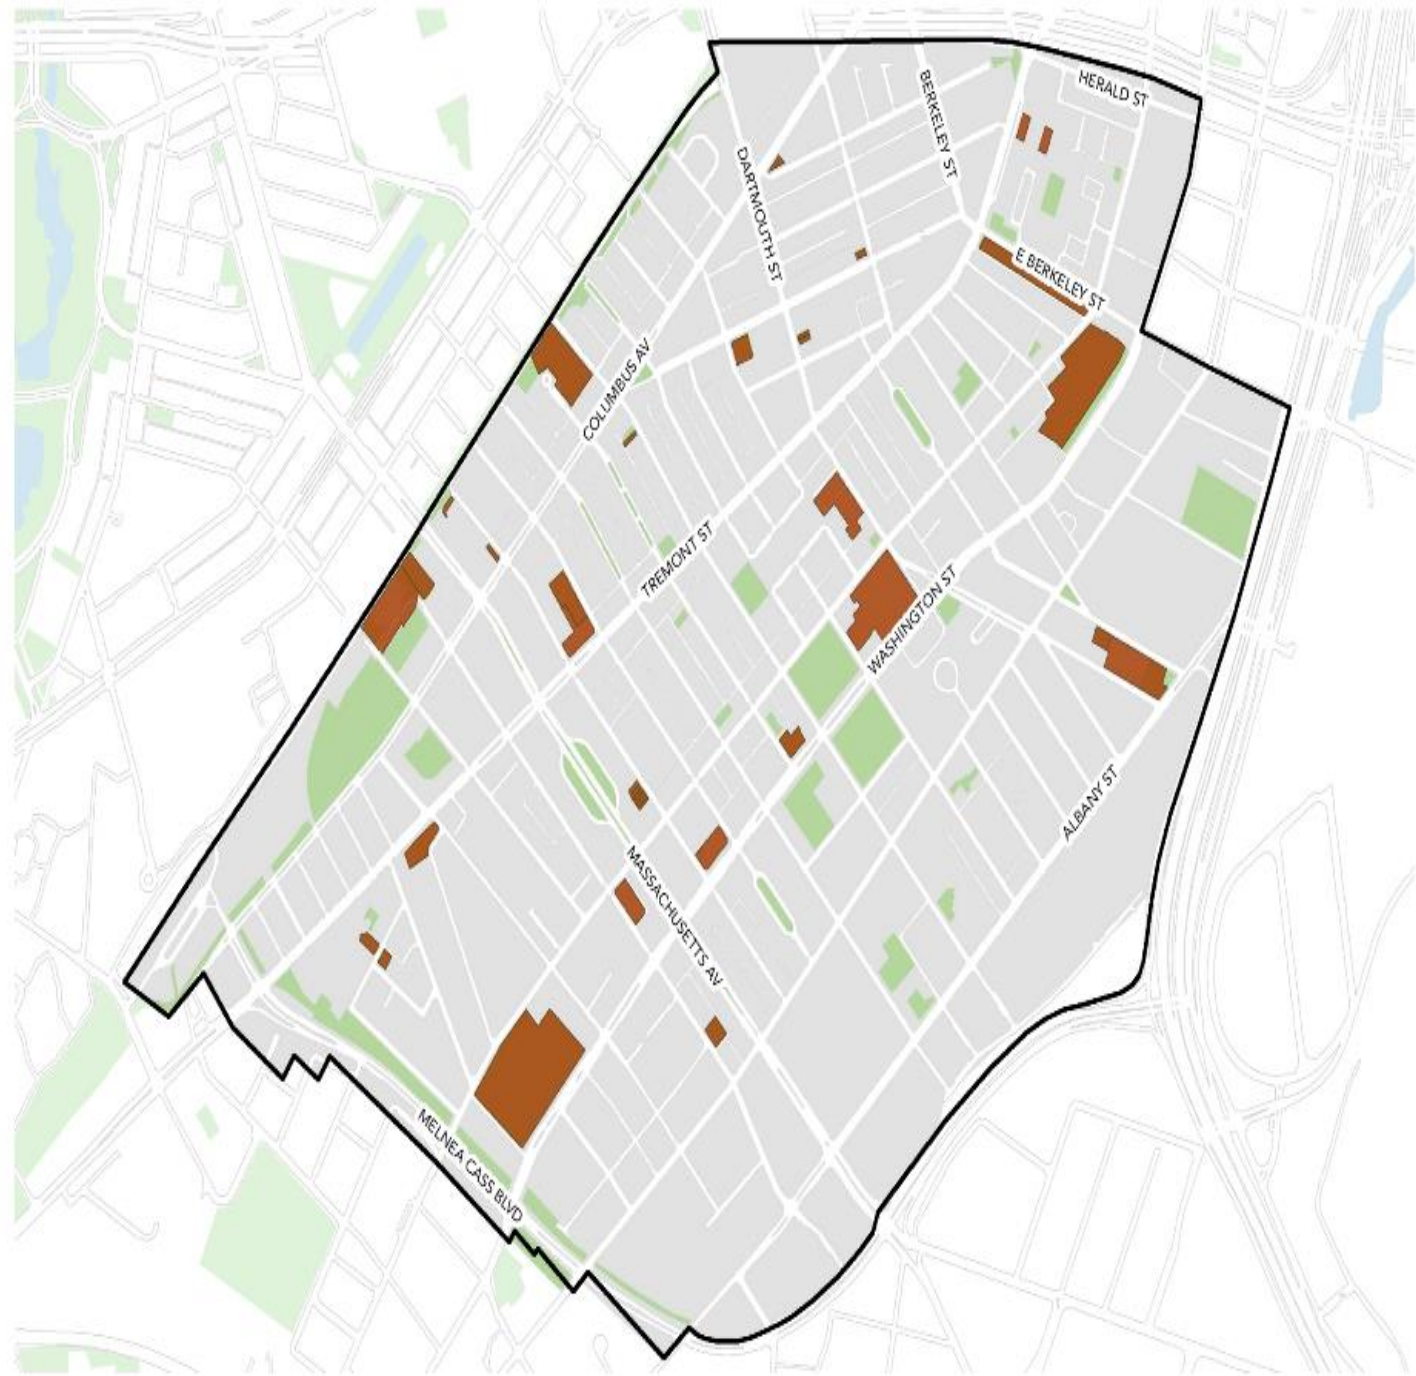 HERALD ST
BERKELEY ST
DARTMOUTH ST
E BERKELEY ST
COLUMBUS AV
TREMONT ST
WASHINGTON ST
ALBANY ST
MASSACHUSETTS AV
MELNEA CASS BLVD